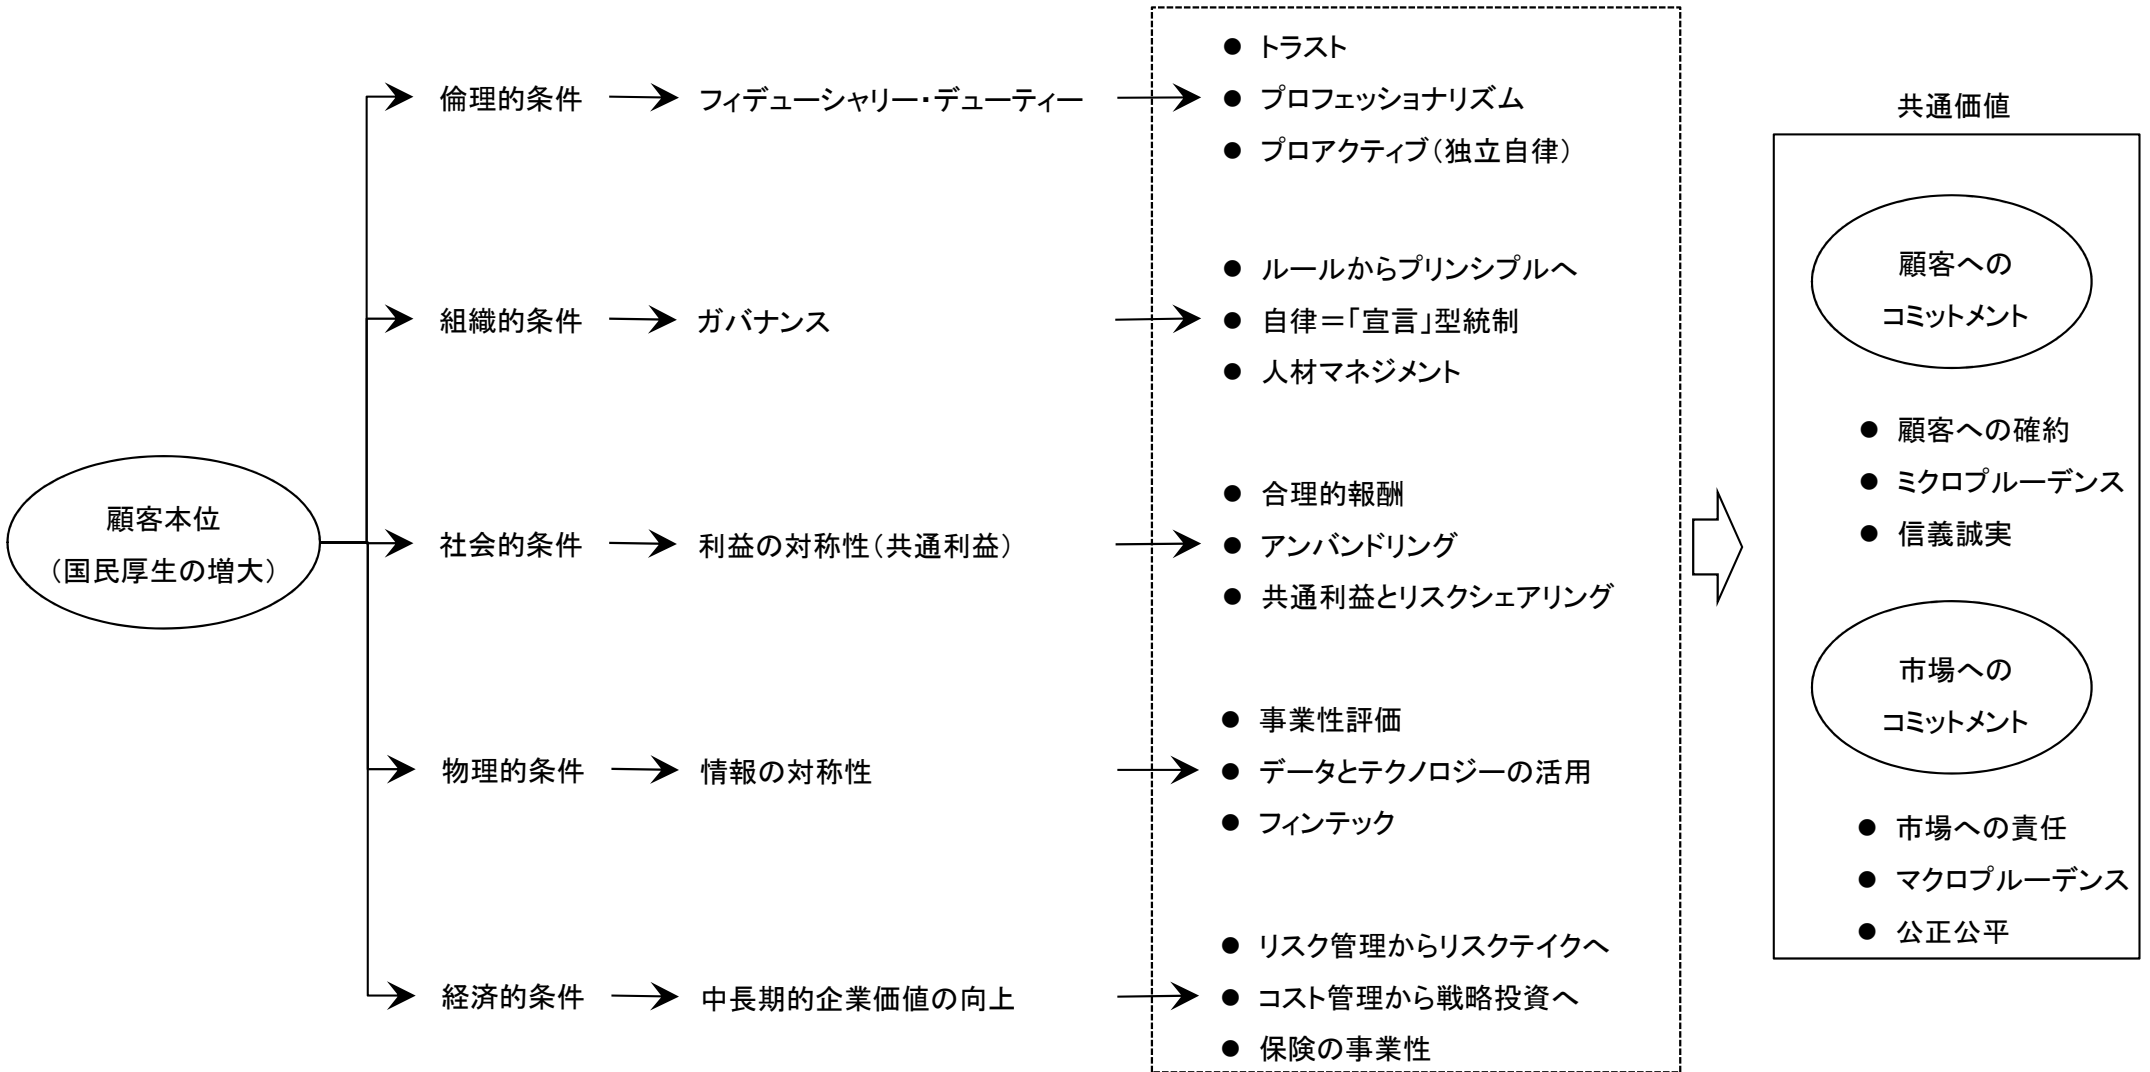 顧客本位
（国民厚生の増大）
倫理的条件
フィデューシャリー・デューティー
● トラスト
● プロフェッショナリズム
● プロアクティブ（独立自律）
組織的条件
ガバナンス
● ルールからプリンシプルへ
● 自律＝「宣言」型統制
● 人材マネジメント
社会的条件
利益の対称性（共通利益）
● 合理的報酬
● アンバンドリング
● 共通利益とリスクシェアリング
物理的条件
情報の対称性
● 事業性評価
● データとテクノロジーの活用
● フィンテック
経済的条件
中長期的企業価値の向上
● リスク管理からリスクテイクへ
● コスト管理から戦略投資へ
● 保険の事業性
共通価値
顧客への
コミットメント
● 顧客への確約
● ミクロプルーデンス
● 信義誠実
市場への
コミットメント
● 市場への責任
● マクロプルーデンス
● 公正公平